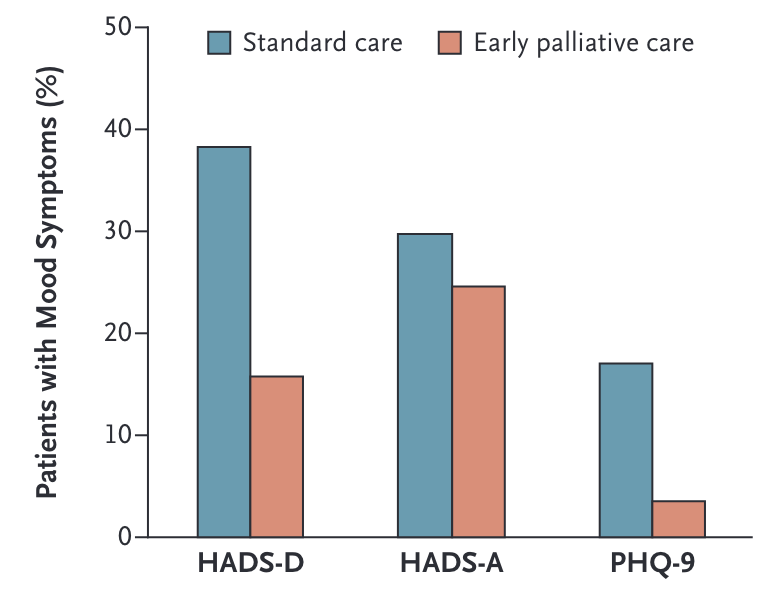 Patients with Mood Symptoms (%)
50
40
30
20
10
0
Standard care
Early palliative care
HADS-D
HADS-A
PHQ-9